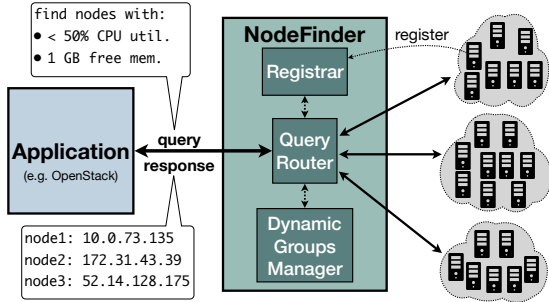 find nodes with:
• < 50% CPU util.
• 1 GB free mem.
NodeFinder
register
Registrar
Application
(e.g. OpenStack)
query
response
Query
Router
Dynamic
Groups
Manager
node1: 10.0.73.135
node2: 172.31.43.39
node3: 52.14.128.175